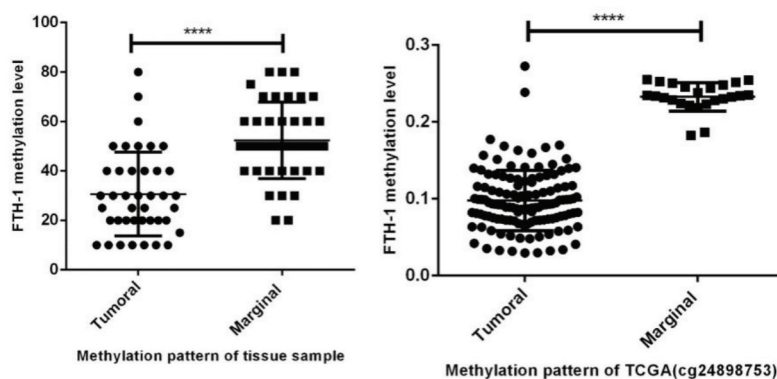 ****
FTH-1 methylation level
100
80
60
40
20
0
Tumoral
Marginal
Methylation pattern of tissue sample
****
FTH-1 methylation level
0.3
0.2
0.1
0.0
Tumoral
Marginal
Methylation pattern of TCGA(cg24898753)